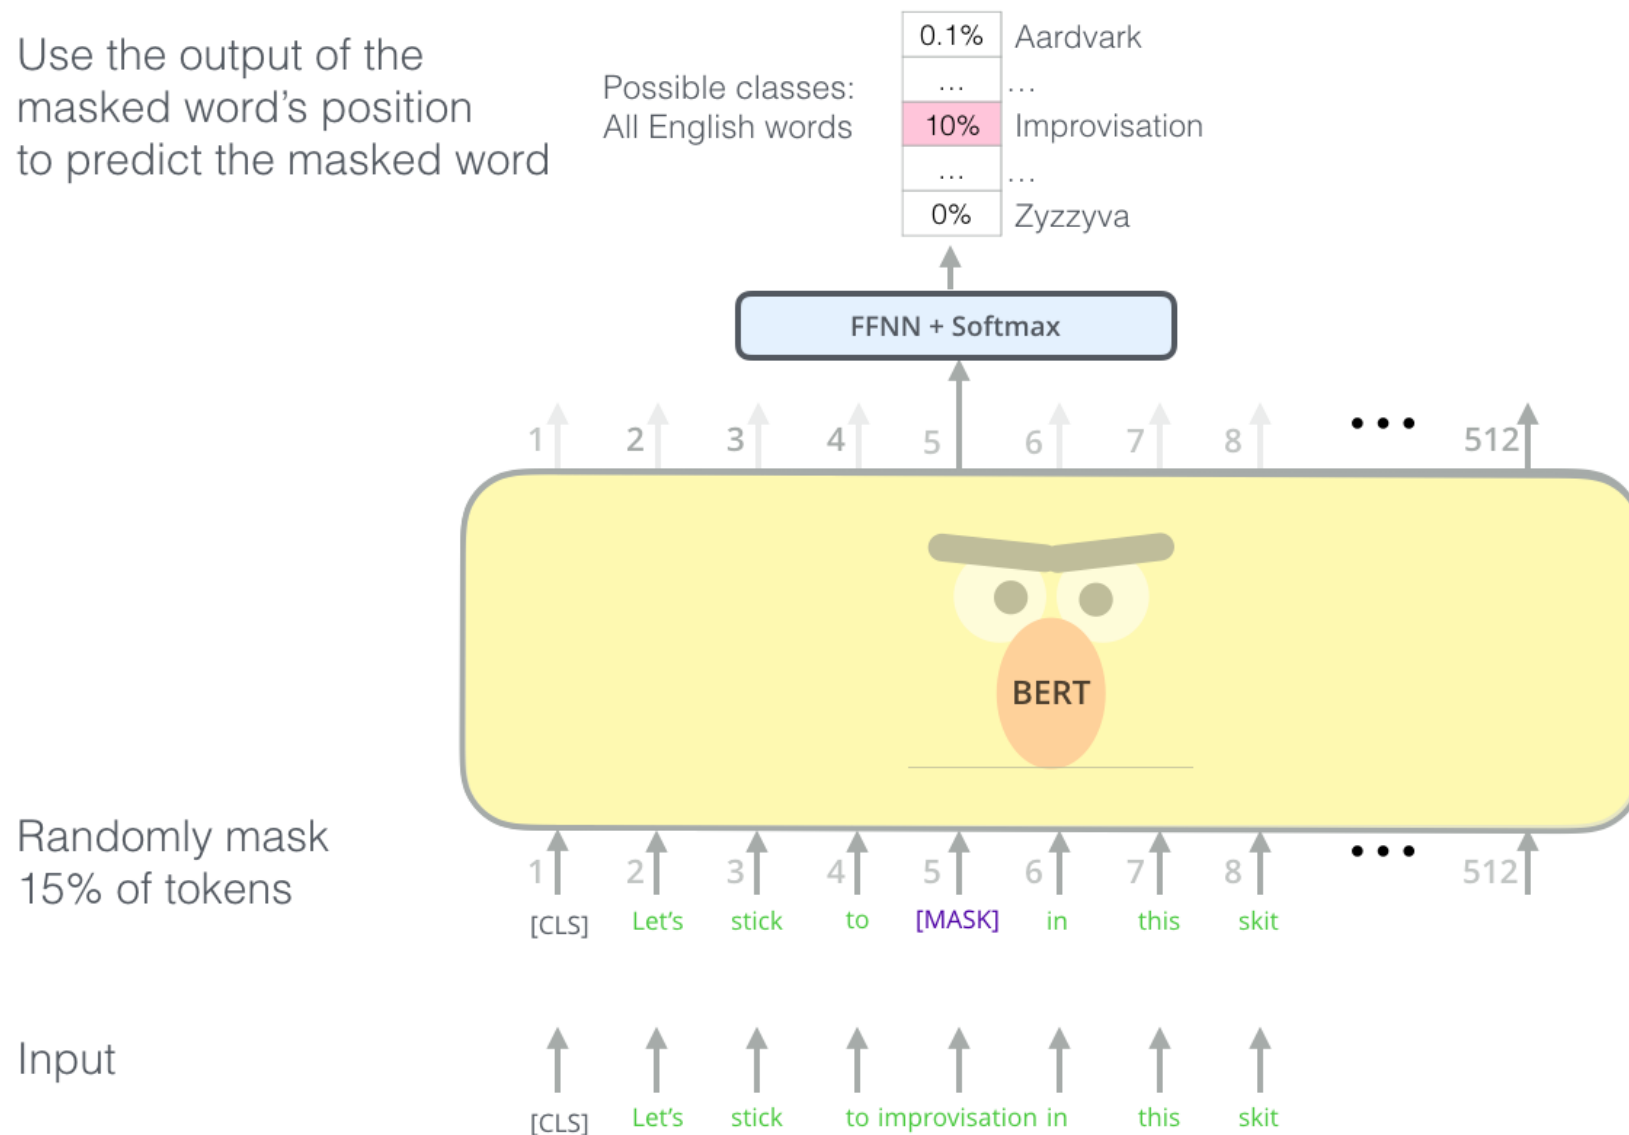 Use the output of the
masked word's position
to predict the masked word
Possible classes:
All English words
0.1% Aardvark
... ...
10% Improvisation
... ...
0% Zyzzyva
FFNN + Softmax
1 2 3 4 5 6 7 8 ... 512
BERT
Randomly mask
15% of tokens
1 2 3 4 5 6 7 8 ... 512
[CLS] Let's stick to [MASK] in this skit
Input
[CLS] Let's stick to improvisation in this skit